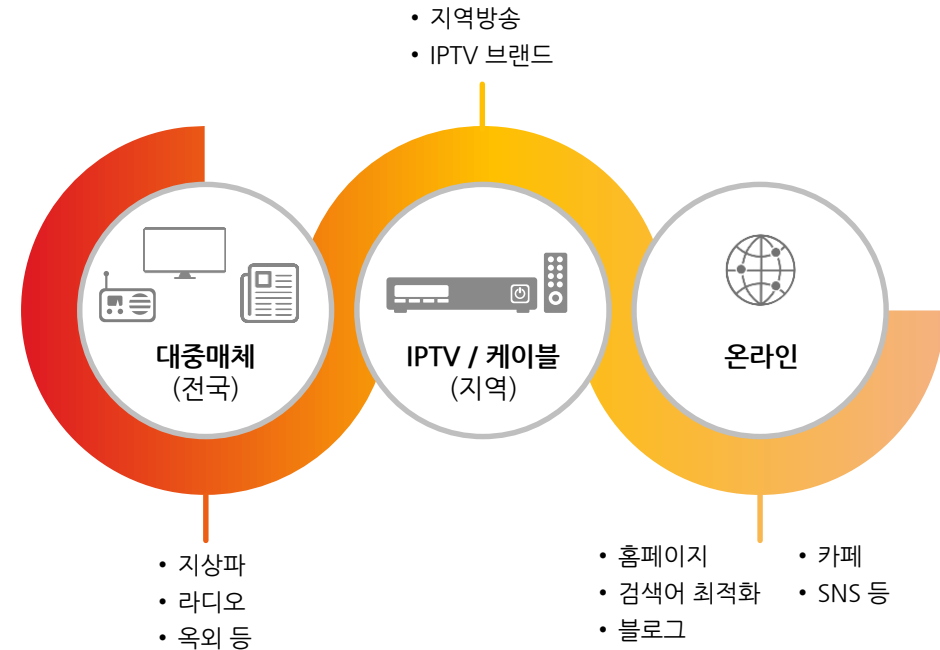 • 지역방송
• IPTV 브랜드
대중매체
(전국)
IPTV / 케이블
(지역)
온라인
• 지상파
• 라디오
• 옥외 등
• 홈페이지
• 검색어 최적화
• 블로그
• 카페
• SNS 등